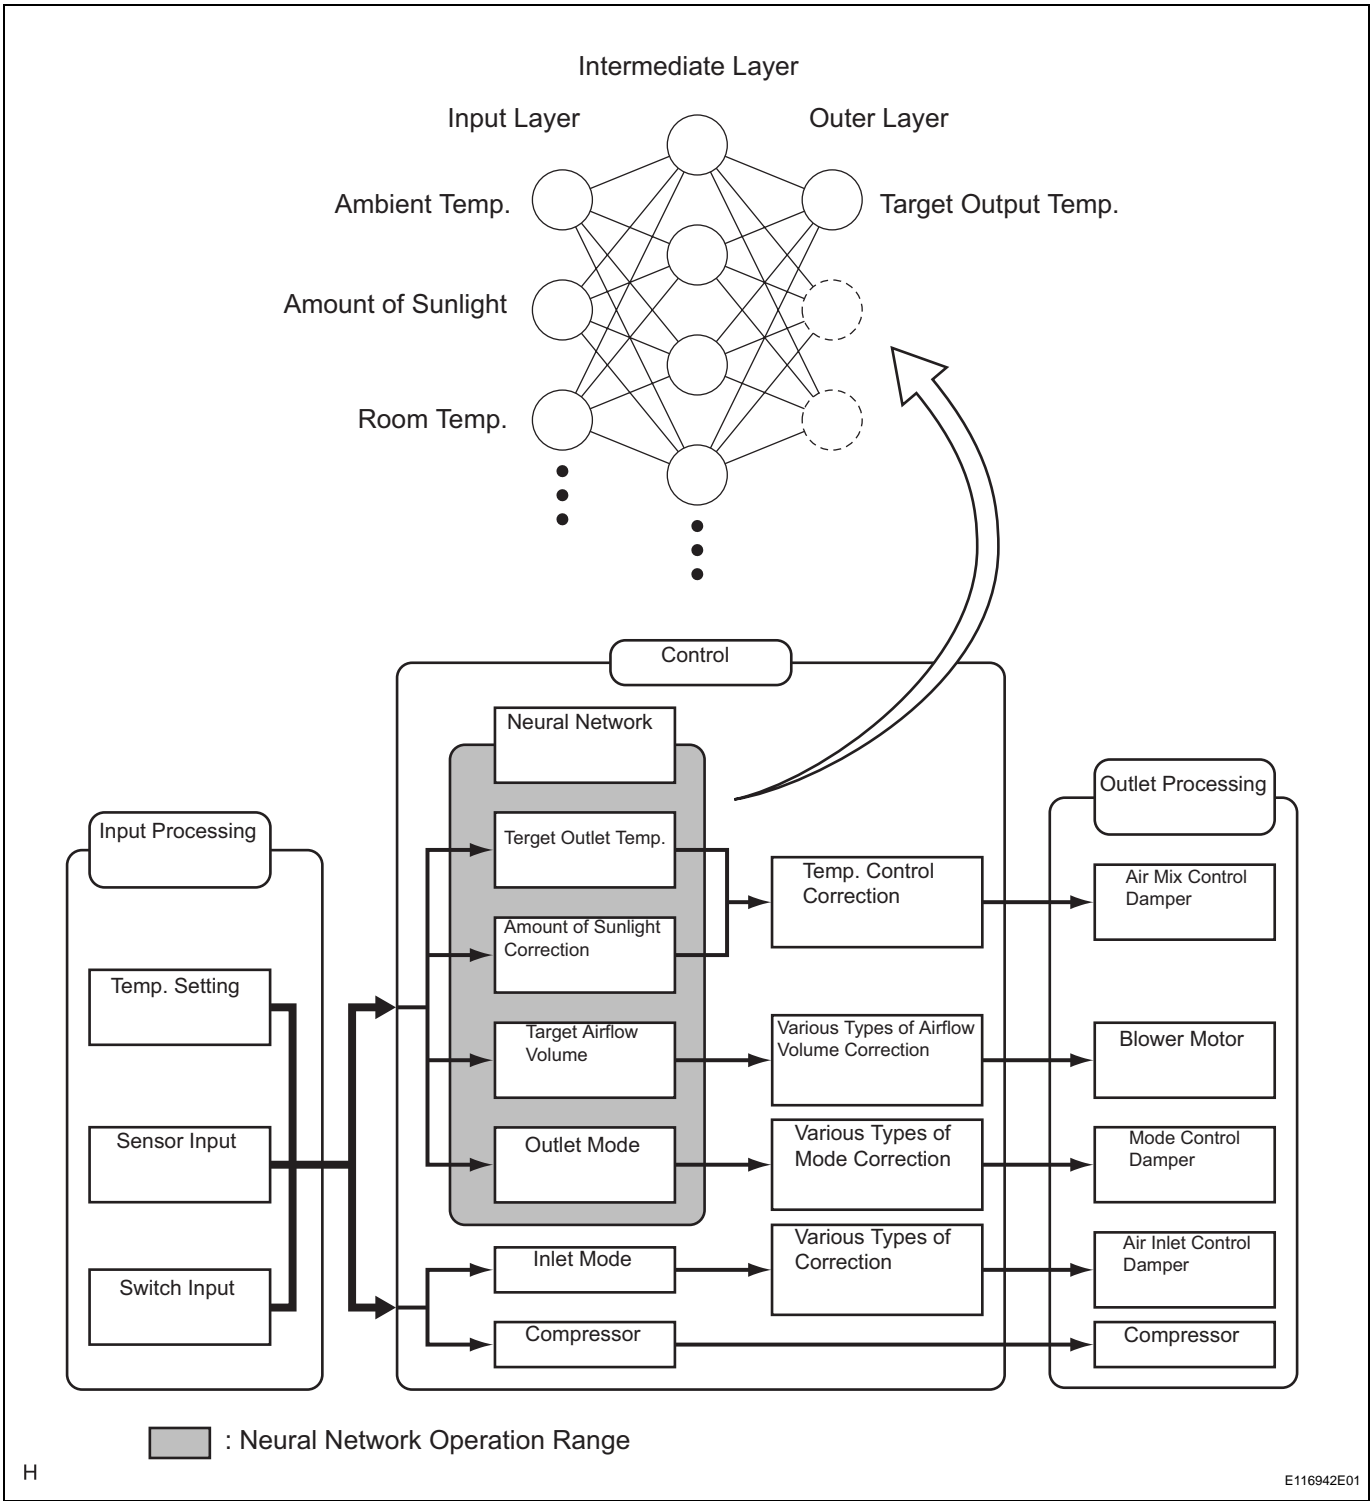 Intermediate Layer
Input Layer
Outer Layer
Ambient Temp.
Target Output Temp.
Amount of Sunlight
Room Temp.
Control
Neural Network
Outlet Processing
Input Processing
Terget Outlet Temp.
Temp. Control
Correction
Air Mix Control
Damper
Amount of Sunlight
Correction
Temp. Setting
Target Airflow
Volume
Various Types of Airflow
Volume Correction
Blower Motor
Sensor Input
Outlet Mode
Various Types of
Mode Correction
Mode Control
Damper
Switch Input
Inlet Mode
Various Types of
Correction
Air Inlet Control
Damper
Compressor
Compressor
: Neural Network Operation Range
H
E116942E01